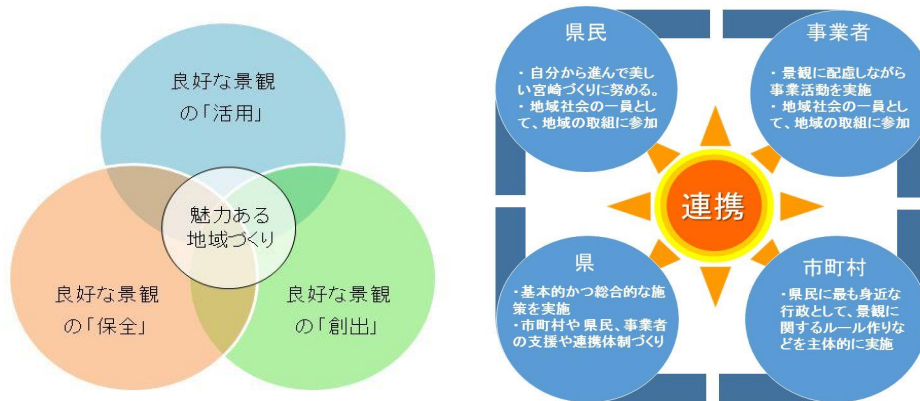 良好な景観
の「活用」
魅力ある
地域づくり
良好な景観
の「保全」
良好な景観
の「創出」
県民
・自分から進んで美し
い宮崎づくりに努める。
・地域社会の一員とし
て、地域の取組に参加
事業者
・景観に配慮しながら
事業活動を実施
・地域社会の一員とし
て、地域の取組に参加
連携
県
・基本的かつ総合的な施
策を実施
・市町村や県民、事業者
の支援や連携体制づくり
市町村
・県民に最も身近な
行政として、景観に
関するルール作りな
どを主体的に実施